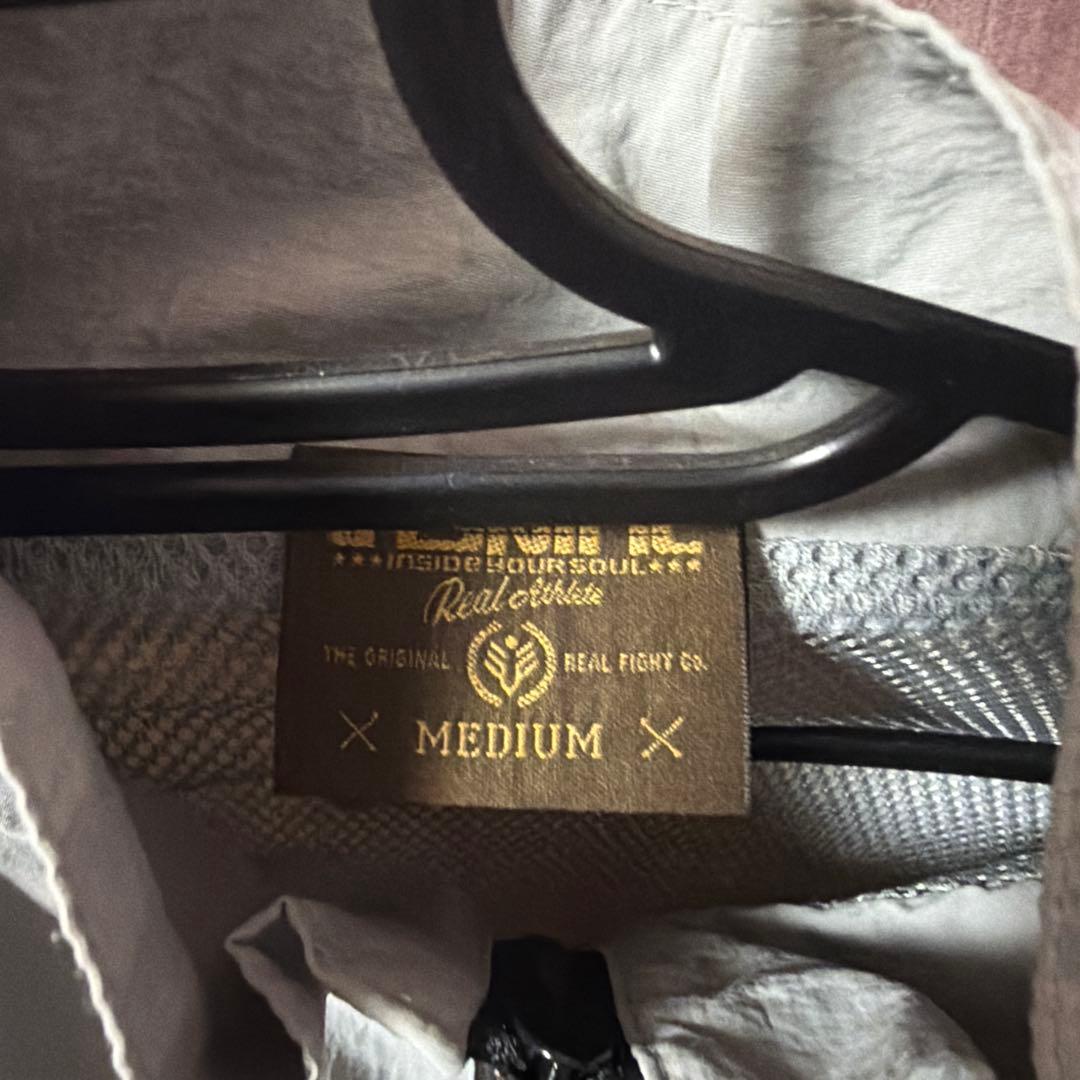 ★★★INSIDE YOUR SOUL★★★
Real Athlete
THE ORIGINAL REAL FIGHT CO.
MEDIUM